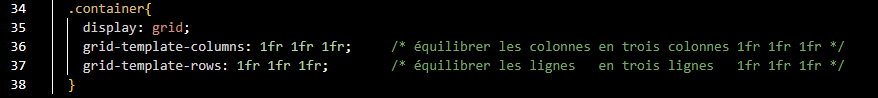 34 .container{
35 display: grid;
36 grid-template-columns: 1fr 1fr 1fr; /* équilibrer les colonnes en trois colonnes 1fr 1fr 1fr */
37 grid-template-rows: 1fr 1fr 1fr; /* équilibrer les lignes en trois lignes 1fr 1fr 1fr */
38 }